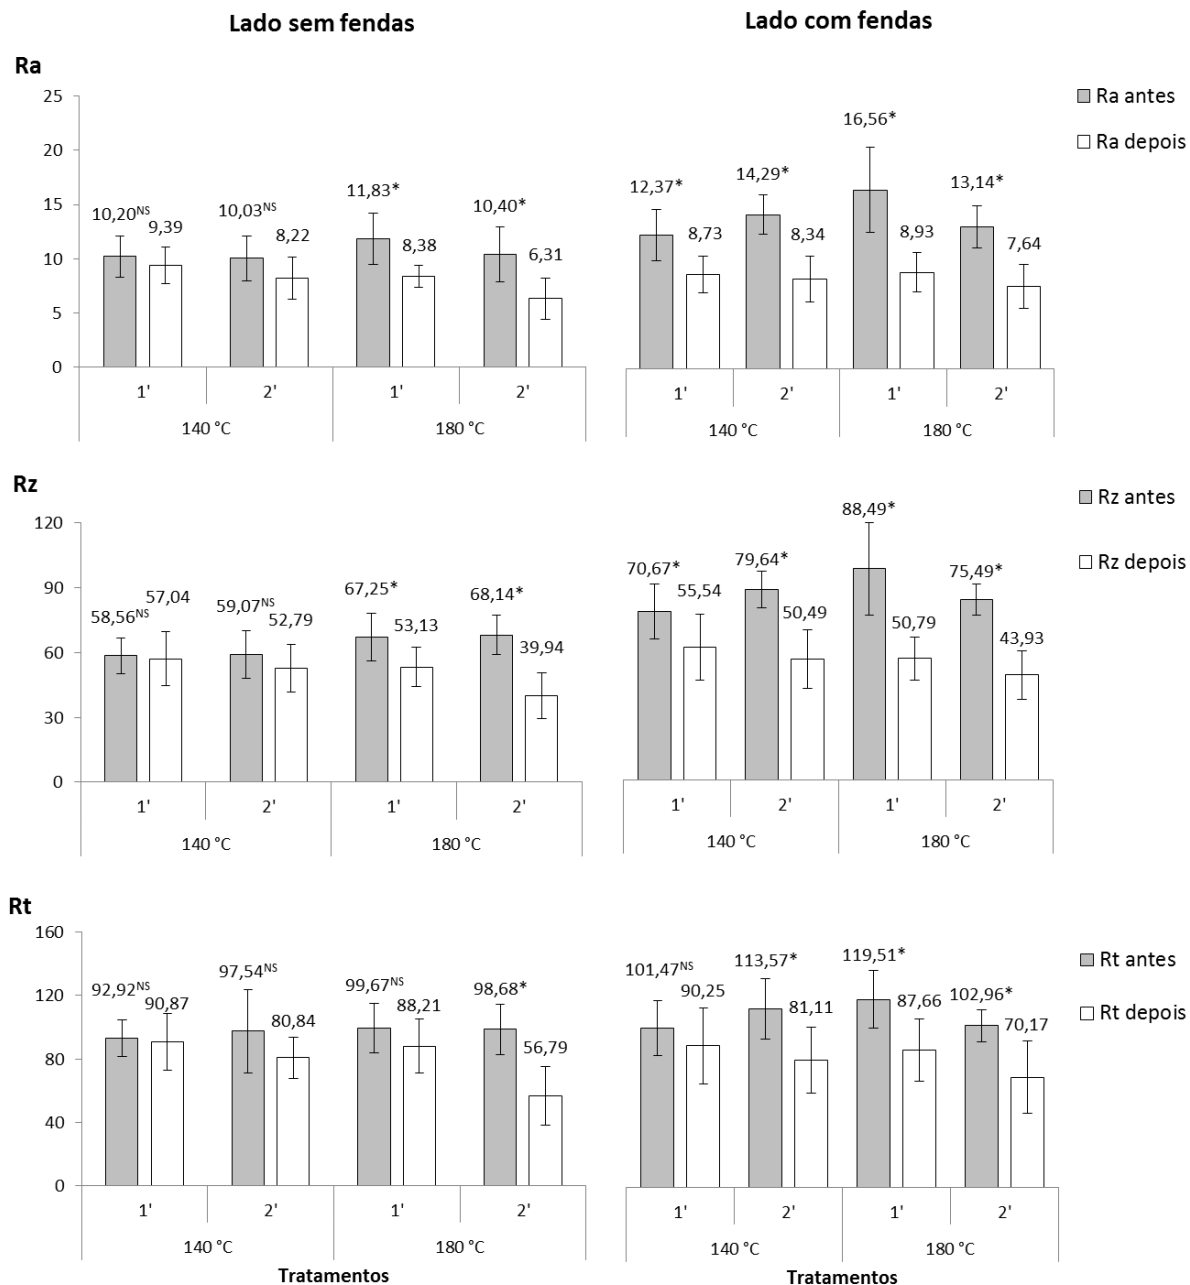 Lado sem fendas
Lado com fendas
Ra
25
20
15
10
5
0
10,20NS
9,39
10,03NS
8,22
11,83*
8,38
10,40*
6,31
1'
2'
1'
2'
140 °C
180 °C
12,37*
8,73
14,29*
8,34
16,56*
8,93
13,14*
7,64
1'
2'
1'
2'
140 °C
180 °C
Ra antes
Ra depois
Rz
120
90
60
30
0
58,56NS
57,04
59,07NS
52,79
67,25*
53,13
68,14*
39,94
1'
2'
1'
2'
140 °C
180 °C
70,67*
55,54
79,64*
50,49
88,49*
50,79
75,49*
43,93
1'
2'
1'
2'
140 °C
180 °C
Rz antes
Rz depois
Rt
160
120
80
40
0
92,92NS
90,87
97,54NS
80,84
99,67NS
88,21
98,68*
56,79
1'
2'
1'
2'
140 °C
180 °C
Tratamentos
101,47NS
90,25
113,57*
81,11
119,51*
87,66
102,96*
70,17
1'
2'
1'
2'
140 °C
180 °C
Tratamentos
Rt antes
Rt depois